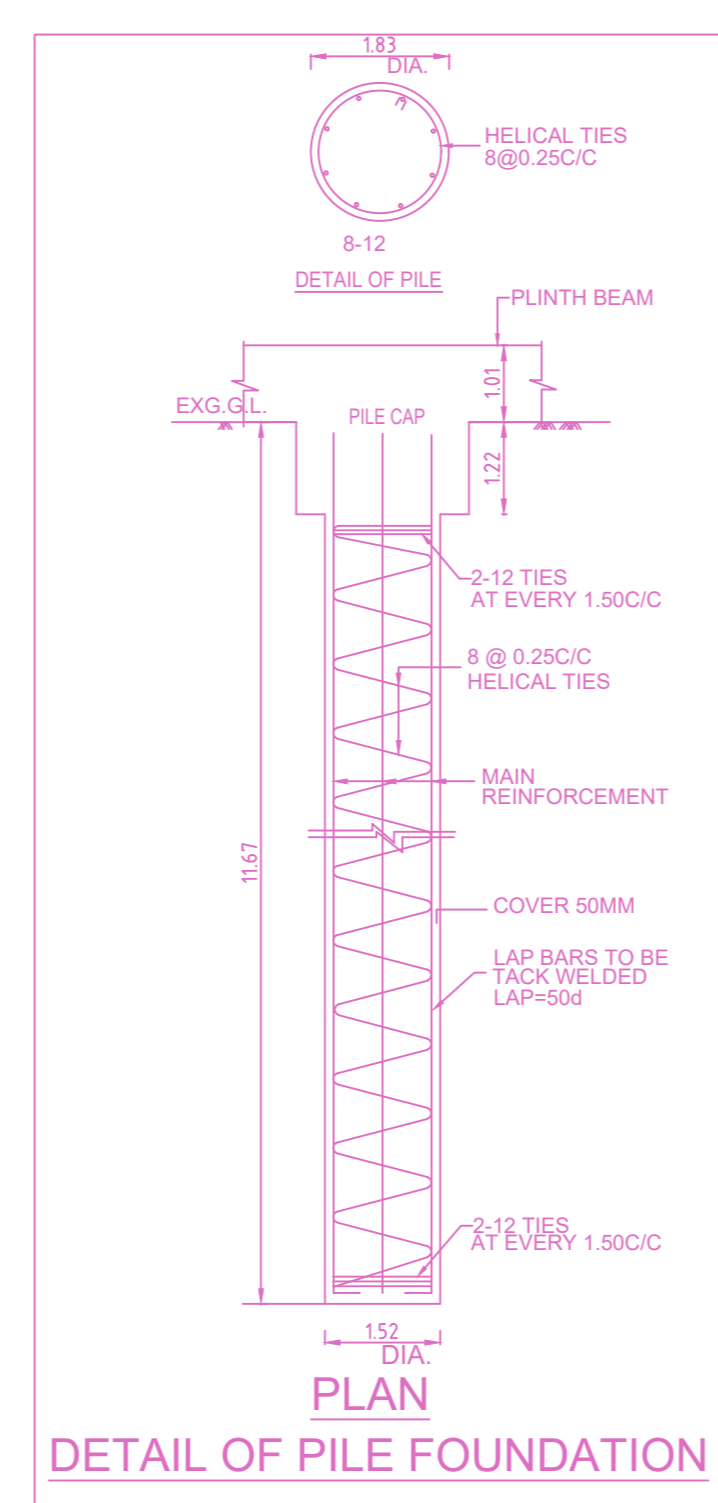 1.83
DIA.
HELICAL TIES
8@0.25C/C
8-12
DETAIL OF PILE
PLINTH BEAM
1.01
EXG.G.L.
PILE CAP
1.22
2-12 TIES
AT EVERY 1.50C/C
8 @ 0.25C/C
HELICAL TIES
MAIN
REINFORCEMENT
11.67
COVER 50MM
LAP BARS TO BE
TACK WELDED
LAP=50d
2-12 TIES
AT EVERY 1.50C/C
1.52
DIA.
PLAN
DETAIL OF PILE FOUNDATION